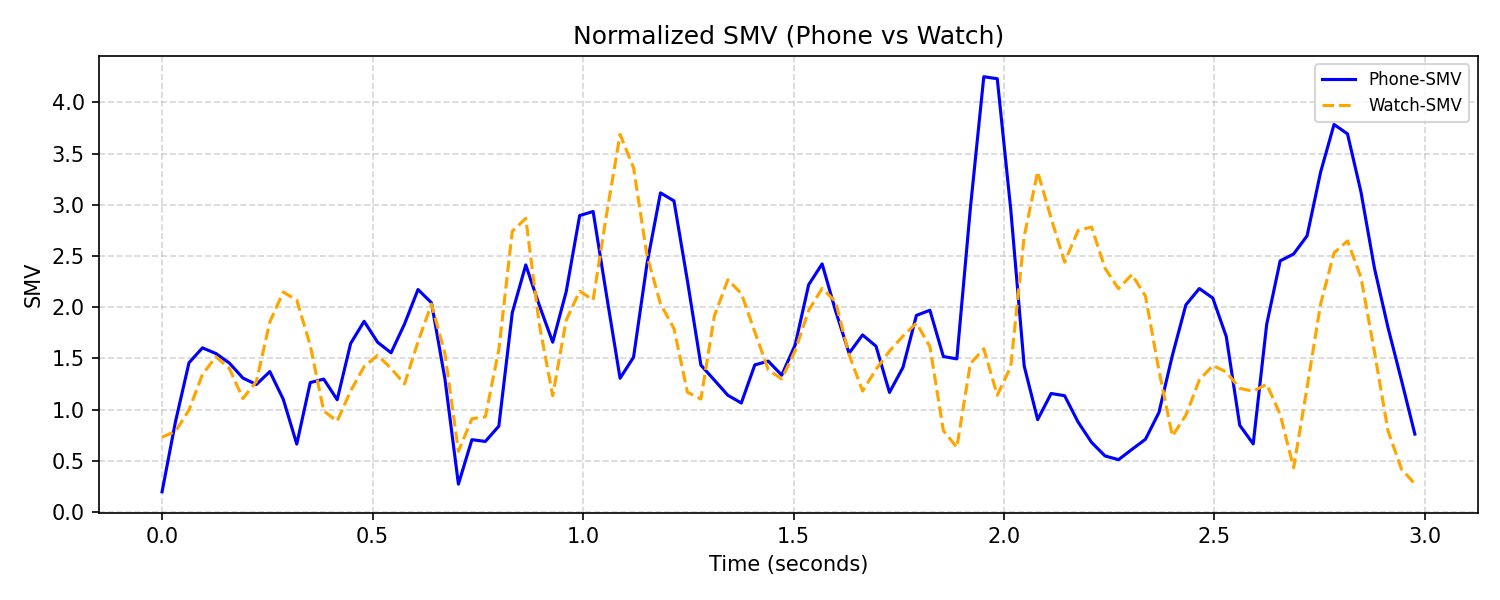 Normalized SMV (Phone vs Watch)
Phone-SMV
Watch-SMV
4.0
3.5
3.0
2.5
2.0
1.5
1.0
0.5
0.0
SMV
0.0 0.5 1.0 1.5 2.0 2.5 3.0
Time (seconds)